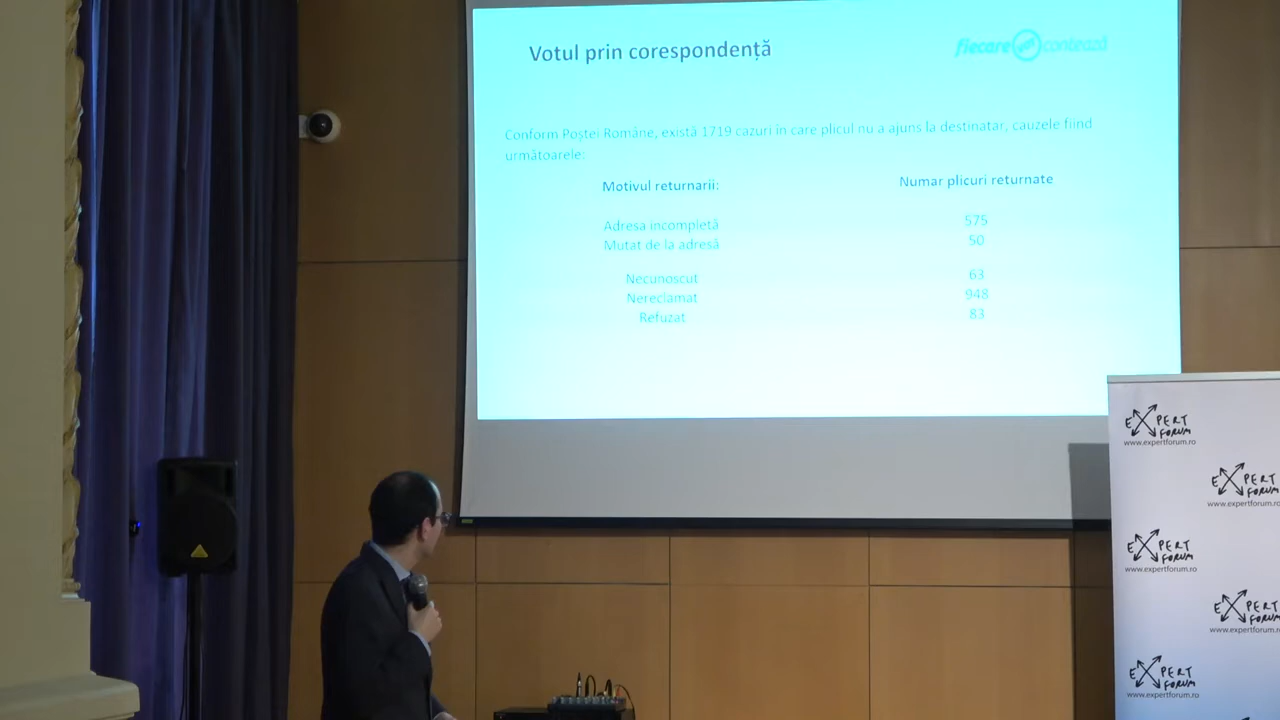 Votul prin corespondență
fiecare contează
Conform Poștei Române, există 1719 cazuri în care plicul nu a ajuns la destinatar, cauzele fiind
următoarele:
Motivul returnarii: Numar plicuri returnate
Adresa incompletă 575
Mutat de la adresă 50
Necunoscut 63
Nereclamat 948
Refuzat 83
EXPERT FORUM
www.expertforum.ro
EXPERT FORUM
www.expertforum.ro
EXPERT FORUM
www.expertforum.ro
EXPERT FORUM
www.expertforum.ro
EXPERT FORUM
www.expertforum.ro